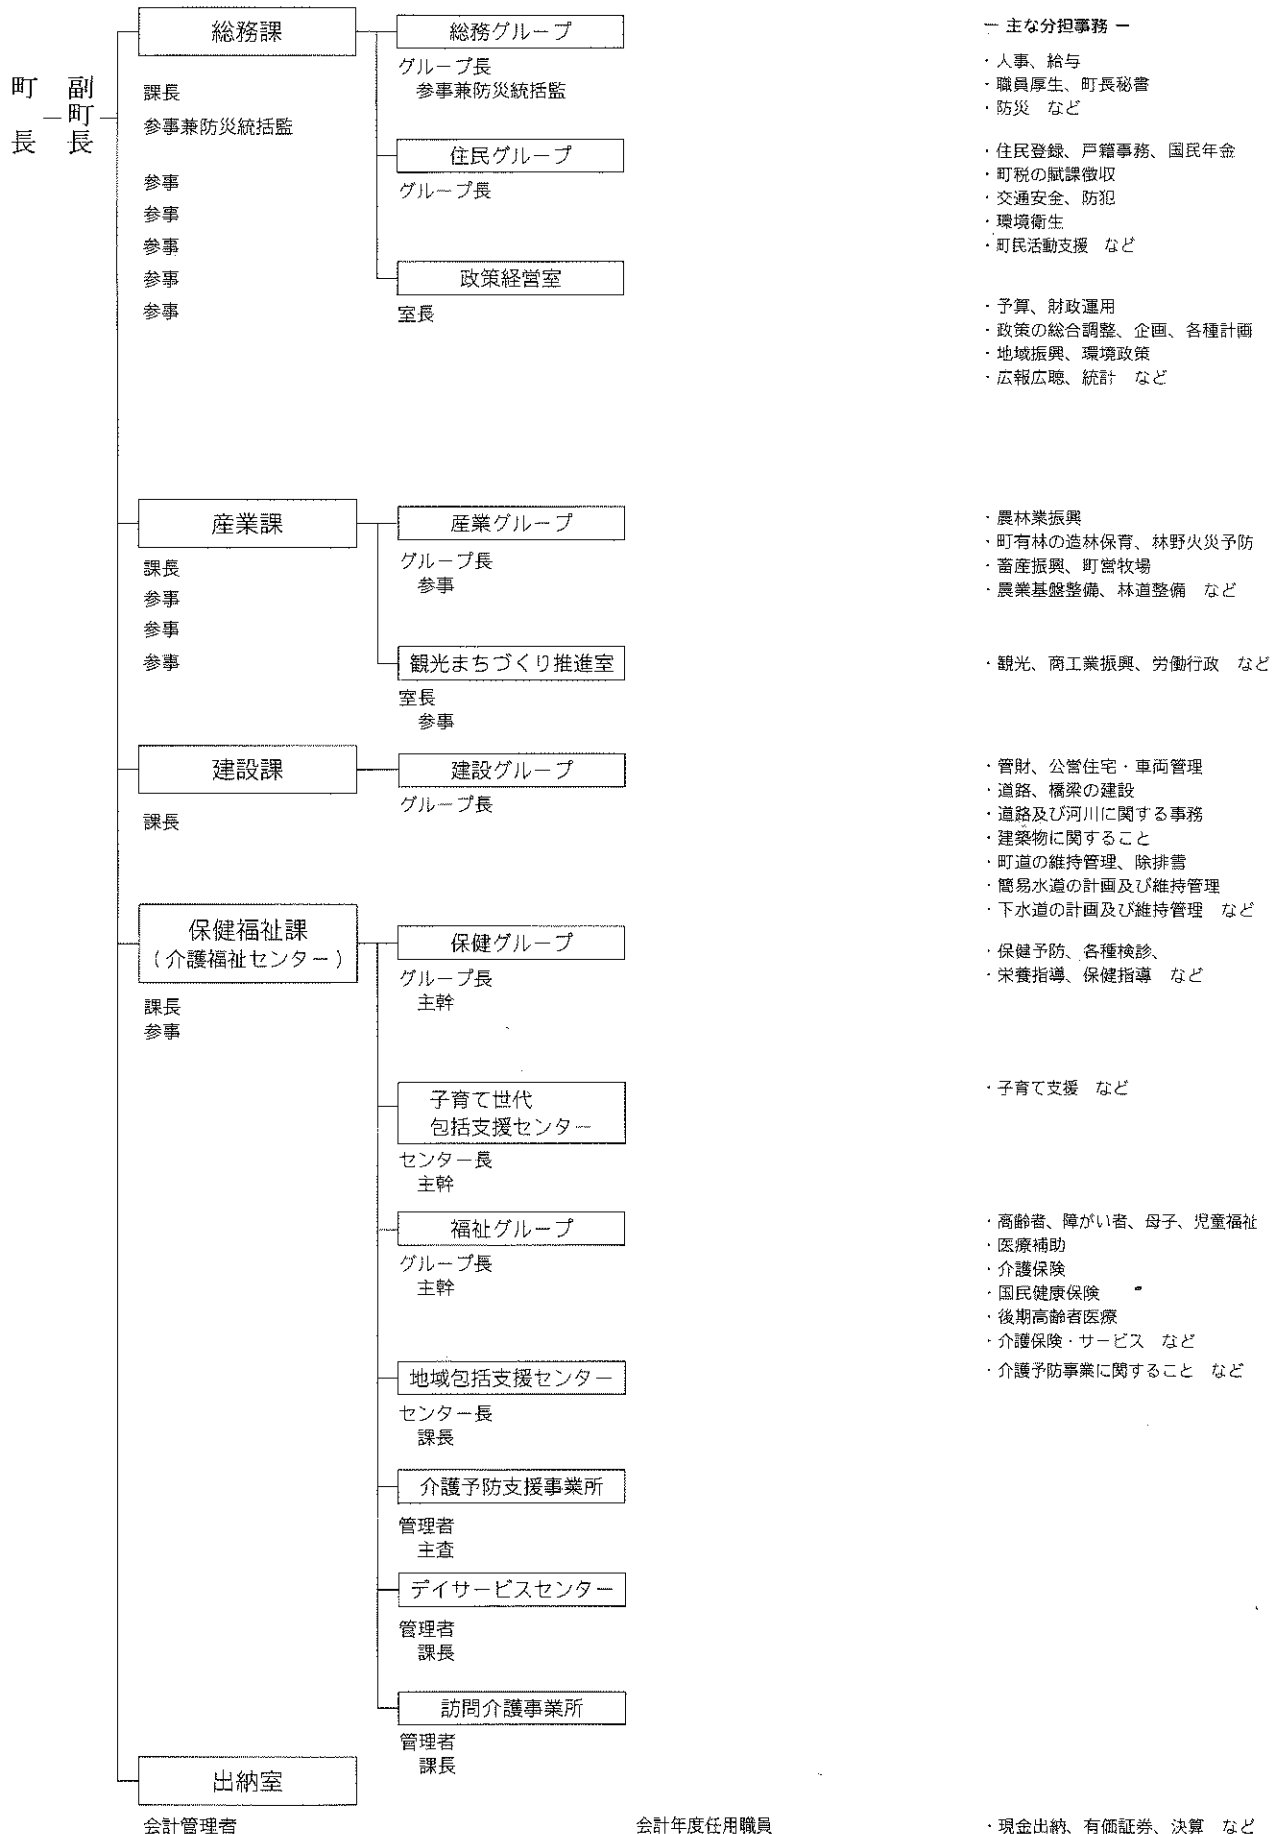 町長
副町長
総務課
課長
参事兼防災統括監
参事
参事
参事
参事
参事
総務グループ
グループ長
参事兼防災統括監
住民グループ
グループ長
政策経営室
室長
― 主な分担事務 ―
・人事、給与
・職員厚生、町長秘書
・防災 など
・住民登録、戸籍事務、国民年金
・町税の賦課徴収
・交通安全、防犯
・環境衛生
・町民活動支援 など
・予算、財政運用
・政策の総合調整、企画、各種計画
・地域振興、環境政策
・広報広聴、統計 など
産業課
課長
参事
参事
参事
産業グループ
グループ長
参事
観光まちづくり推進室
室長
参事
・農林業振興
・町有林の造林保育、林野火災予防
・畜産振興、町営牧場
・農業基盤整備、林道整備 など
・観光、商工業振興、労働行政 など
建設課
課長
建設グループ
グループ長
・管財、公営住宅・車両管理
・道路、橋梁の建設
・道路及び河川に関する事務
・建築物に関すること
・町道の維持管理、除排雪
・簡易水道の計画及び維持管理
・下水道の計画及び維持管理 など
保健福祉課
(介護福祉センター)
課長
参事
保健グループ
グループ長
主幹
・保健予防、各種検診、
・栄養指導、保健指導 など
子育て世代
包括支援センター
センター長
主幹
・子育て支援 など
福祉グループ
グループ長
主幹
・高齢者、障がい者、母子、児童福祉
・医療補助
・介護保険
・国民健康保険
・後期高齢者医療
・介護保険・サービス など
地域包括支援センター
センター長
課長
・介護予防事業に関すること など
介護予防支援事業所
管理者
主査
デイサービスセンター
管理者
課長
訪問介護事業所
管理者
課長
出納室
会計管理者
会計年度任用職員
・現金出納、有価証券、決算 など